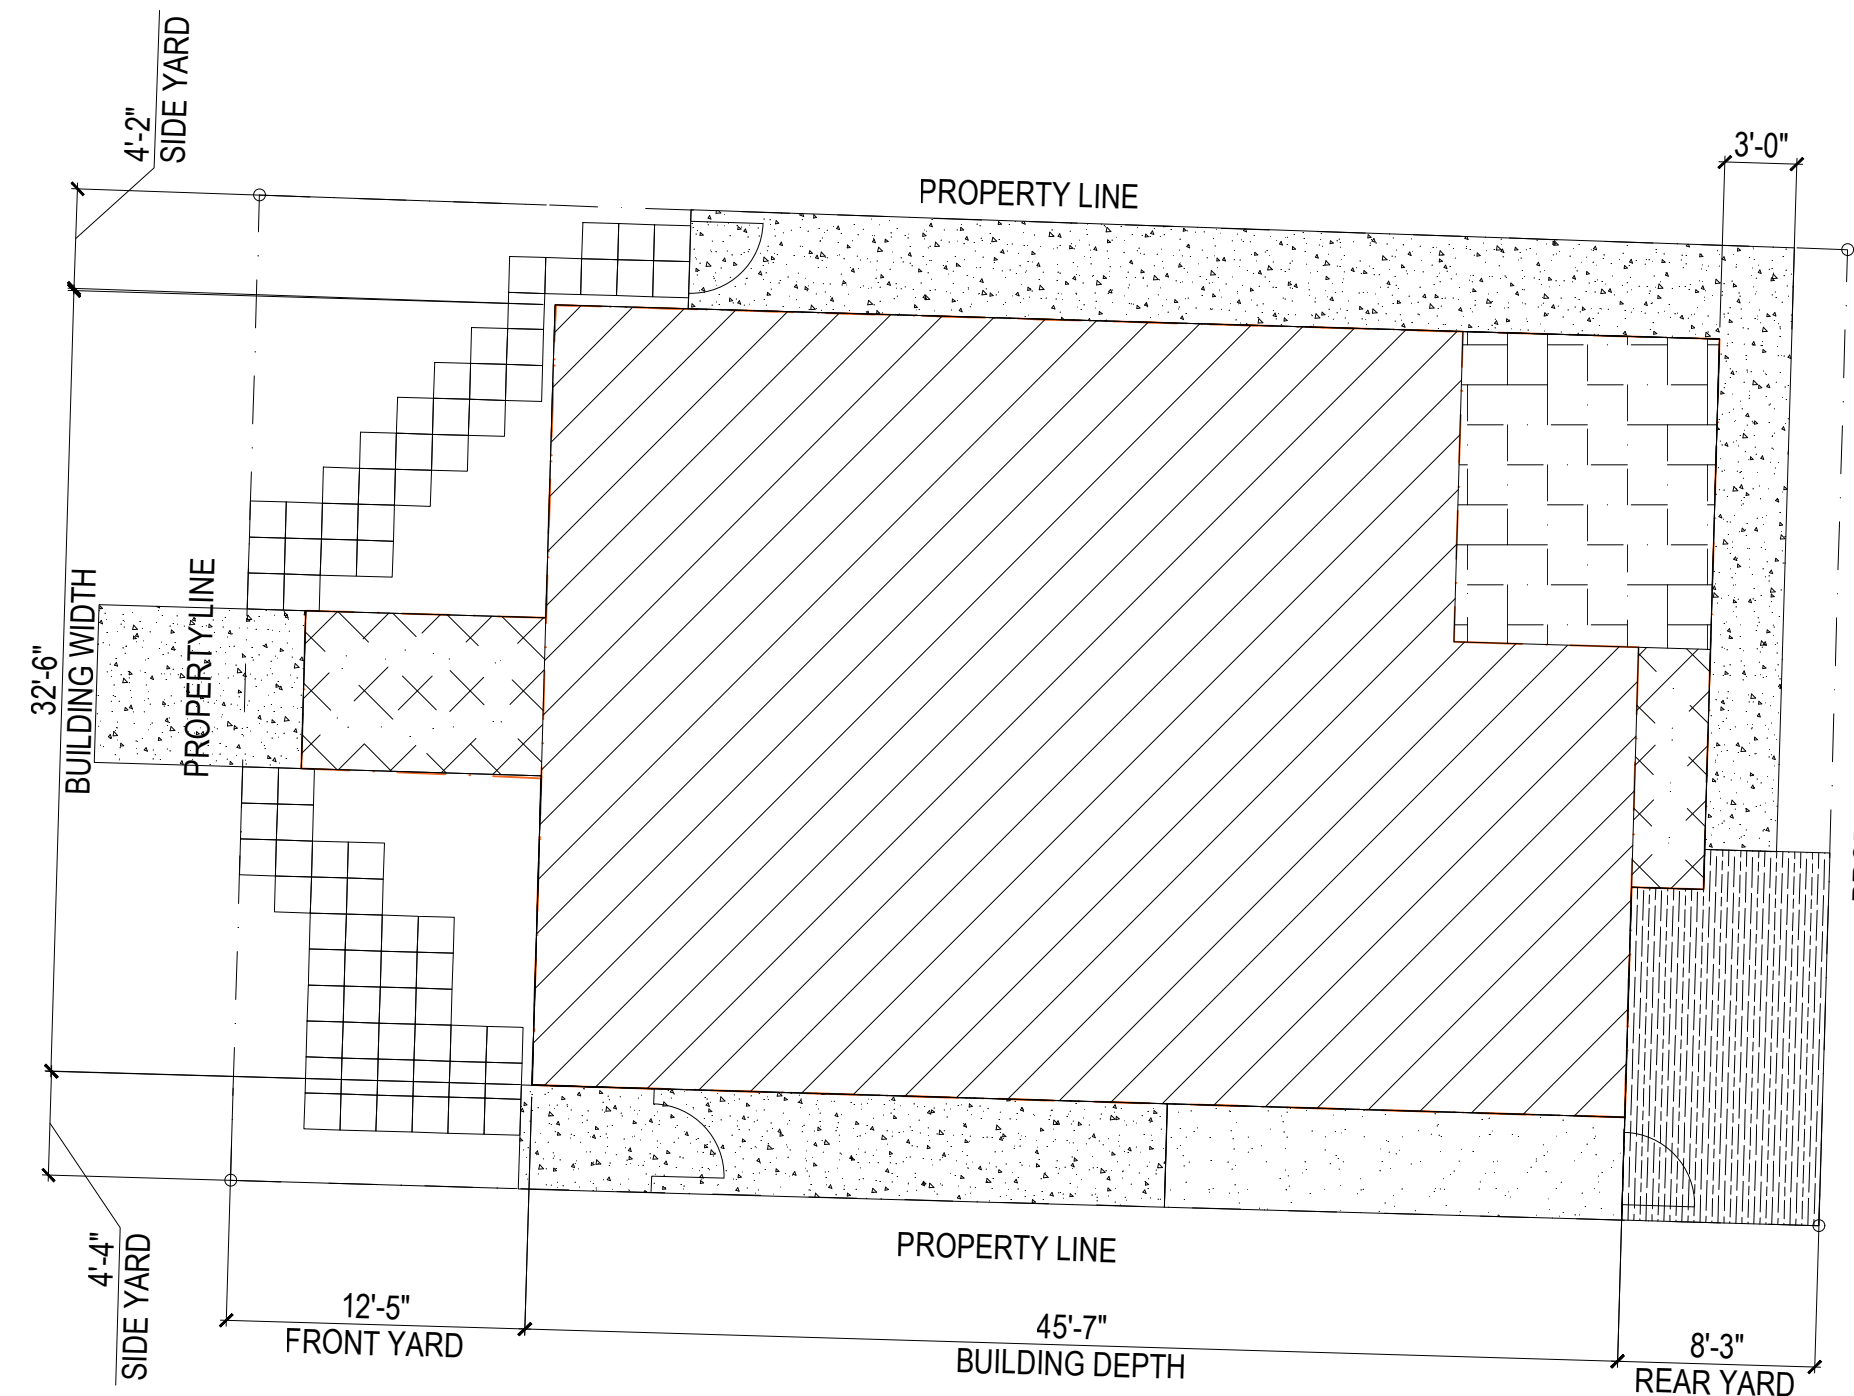 4'-2"
SIDE YARD
3'-0"
PROPERTY LINE
32'-6"
BUILDING WIDTH
PROPERTY LINE
PROPERTY LINE
4'-4"
SIDE YARD
12'-5"
FRONT YARD
45'-7"
BUILDING DEPTH
8'-3"
REAR YARD